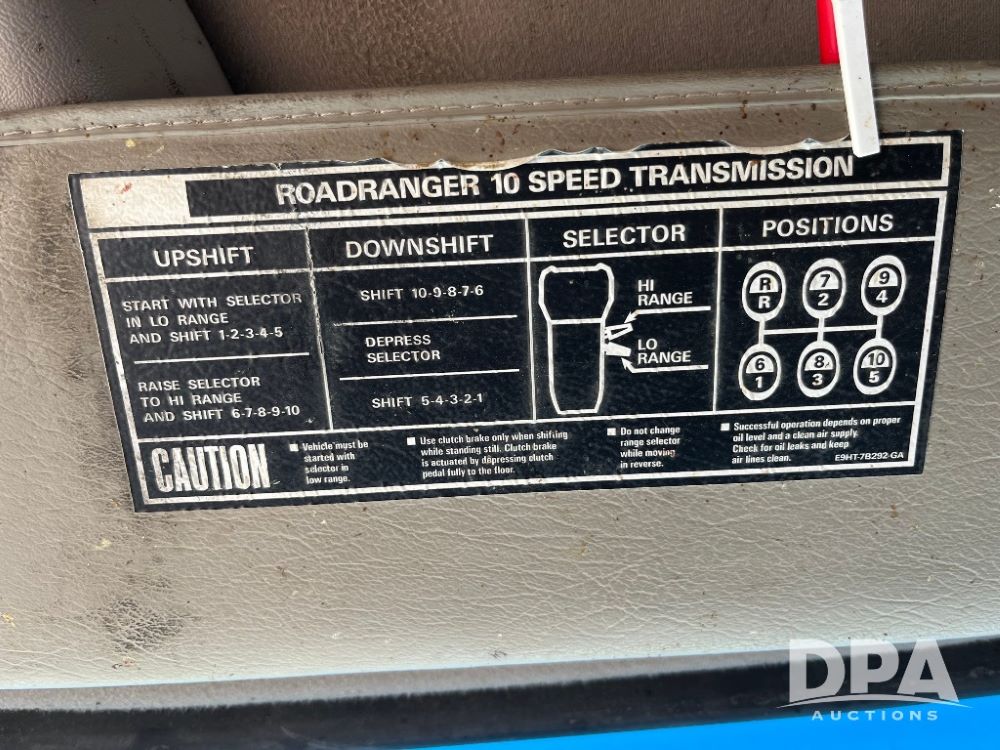 ROADRANGER 10 SPEED TRANSMISSION
UPSHIFT
START WITH SELECTOR
IN LO RANGE
AND SHIFT 1-2-3-4-5
RAISE SELECTOR
TO HI RANGE
AND SHIFT 6-7-8-9-10
DOWNSHIFT
SHIFT 10-9-8-7-6
DEPRESS
SELECTOR
SHIFT 5-4-3-2-1
SELECTOR
HI
RANGE
LO
RANGE
POSITIONS
R 7 9
R 2 4
6 8 10
1 3 5
CAUTION
■ Vehicle must be
started with
selector in
low range.
■ Use clutch brake only when shifting
while standing still. Clutch brake
is actuated by depressing clutch
pedal fully to the floor.
■ Do not change
range selector
while moving
in reverse.
■ Successful operation depends on proper
oil level and a clean air supply.
Check for oil leaks and keep
air lines clean.
E9HT-7B292-GA
DPA
AUCTIONS